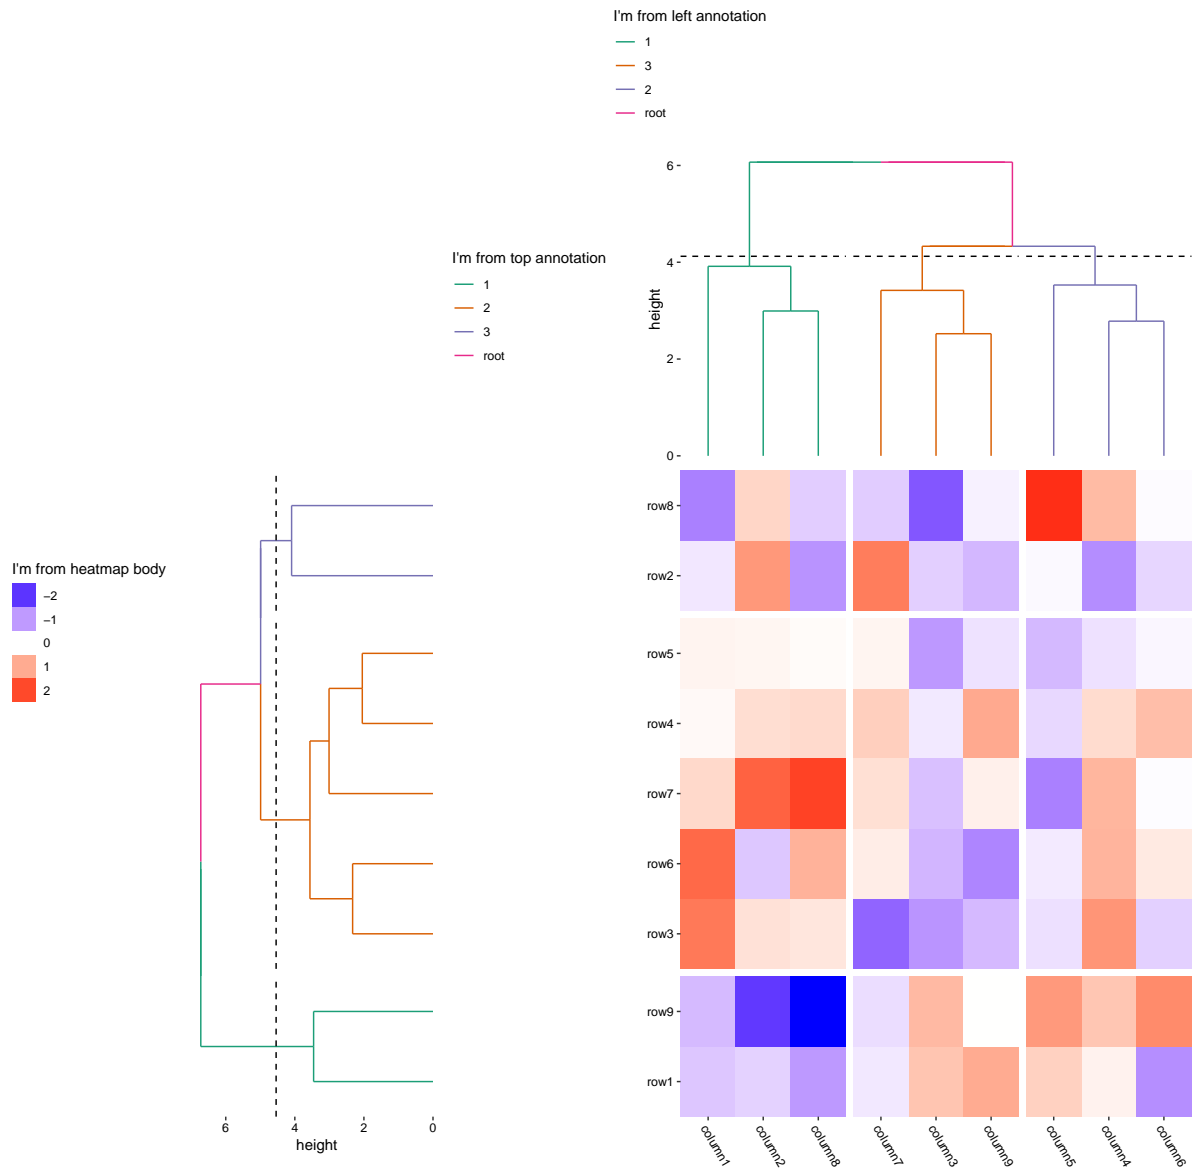 I'm from left annotation
1
3
2
root
6
4
2
0
height
I'm from top annotation
1
2
3
root
I'm from heatmap body
−2
−1
0
1
2
row8
row2
row5
row4
row7
row6
row3
row9
row1
6
4
2
0
height
column1
column2
column8
column7
column3
column9
column5
column4
column6